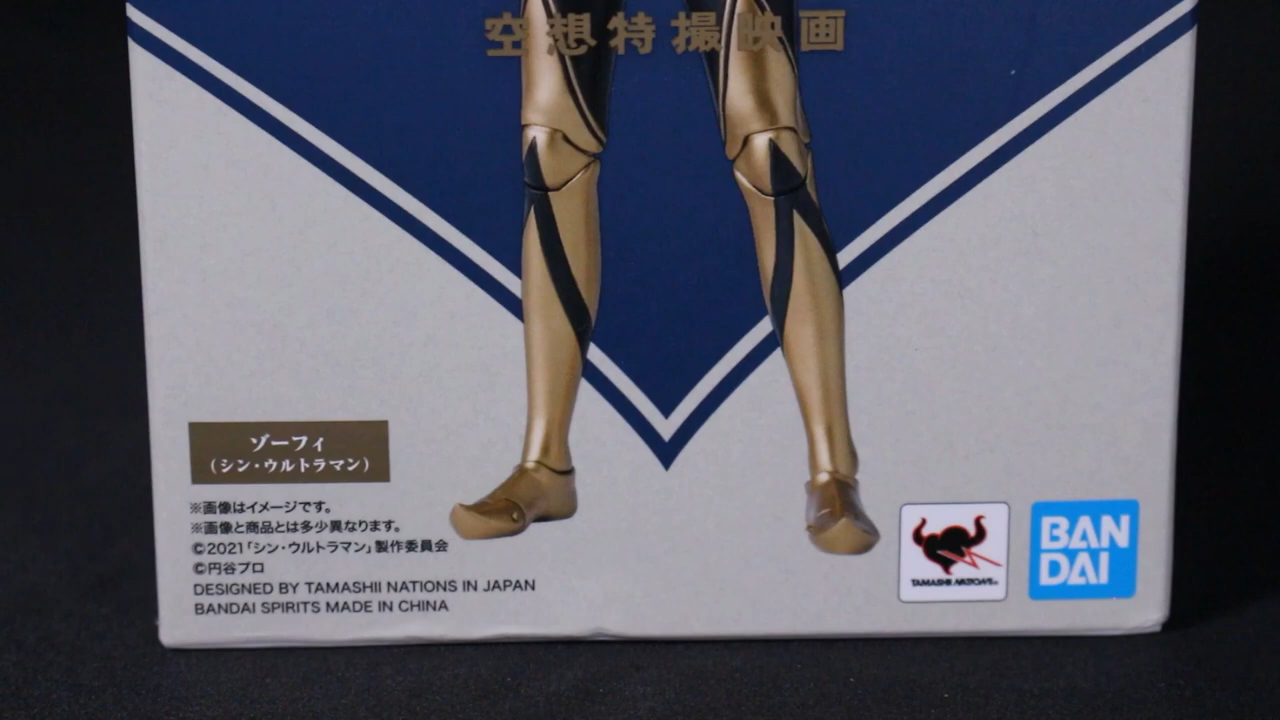 空想特撮映画
ゾーフィ
(シン・ウルトラマン)
※画像はイメージです。
※画像と商品とは多少異なります。
©2021「シン・ウルトラマン」製作委員会
©円谷プロ
DESIGNED BY TAMASHII NATIONS IN JAPAN
BANDAI SPIRITS MADE IN CHINA
TAMASHII NATIONS
BAN
DAI